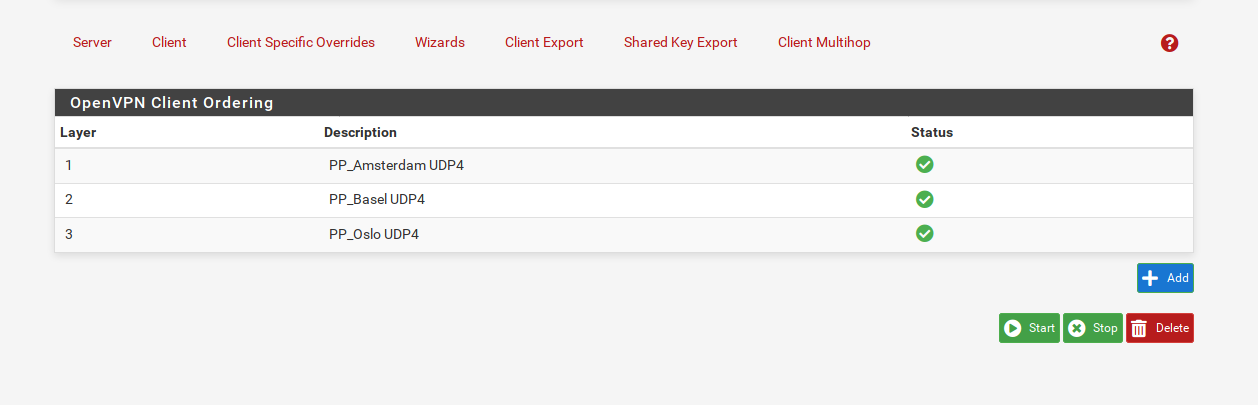 Server Client Client Specific Overrides Wizards Client Export Shared Key Export Client Multihop ?
OpenVPN Client Ordering
Layer Description Status
1 PP_Amsterdam UDP4
2 PP_Basel UDP4
3 PP_Oslo UDP4
Add
Start Stop Delete